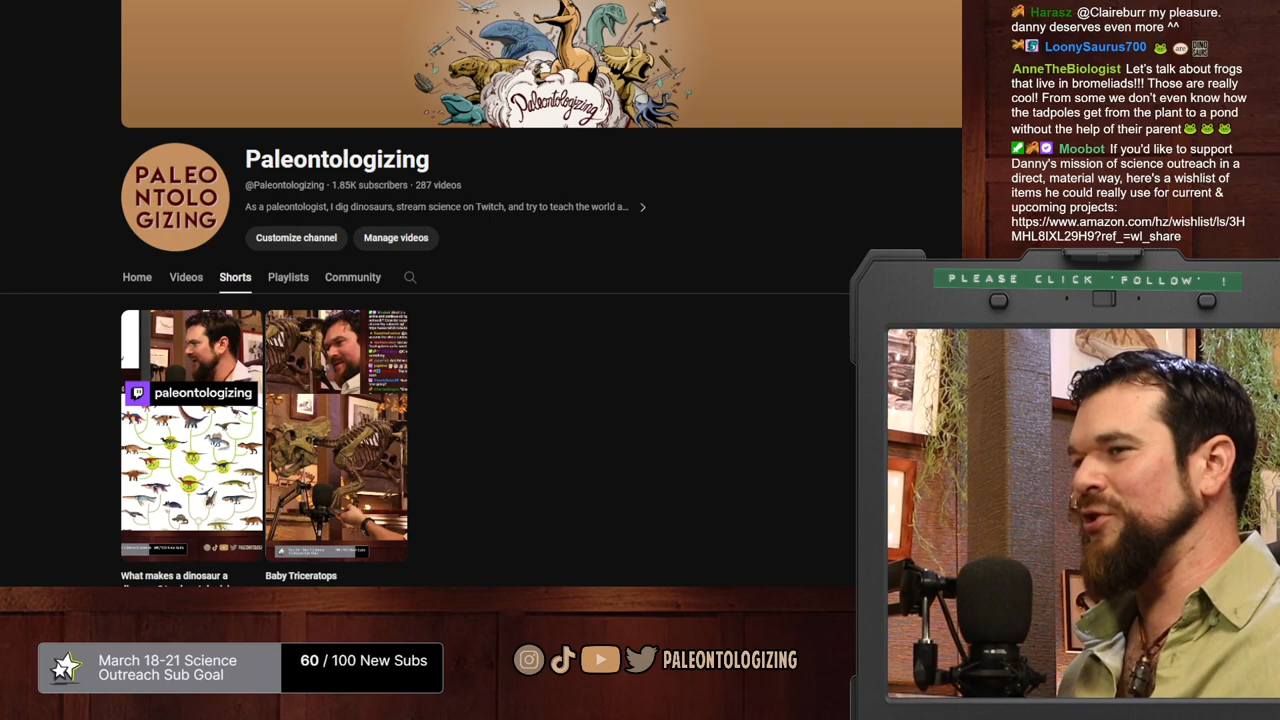 Paleontologizing
PALEO
NTOLO
GIZING
Paleontologizing
@Paleontologizing · 1.85K subscribers · 287 videos
As a paleontologist, I dig dinosaurs, stream science on Twitch, and try to teach the world a...
Customize channel
Manage videos
Home
Videos
Shorts
Playlists
Community
paleontologizing
What makes a dinosaur a
Baby Triceratops
Harasz @Claireburr my pleasure.
danny deserves even more ^^
LoonySaurus700
are
AnneTheBiologist Let's talk about frogs
that live in bromeliads!!! Those are really
cool! From some we don't even know how
the tadpoles get from the plant to a pond
without the help of their parent
Moobot If you'd like to support
Danny's mission of science outreach in a
direct, material way, here's a wishlist of
items he could really use for current &
upcoming projects:
https://www.amazon.com/hz/wishlist/ls/3H
MHL8IXL29H9?ref_=wl_share
PLEASE CLICK 'FOLLOW' !
March 18-21 Science
Outreach Sub Goal
60 / 100 New Subs
PALEONTOLOGIZING